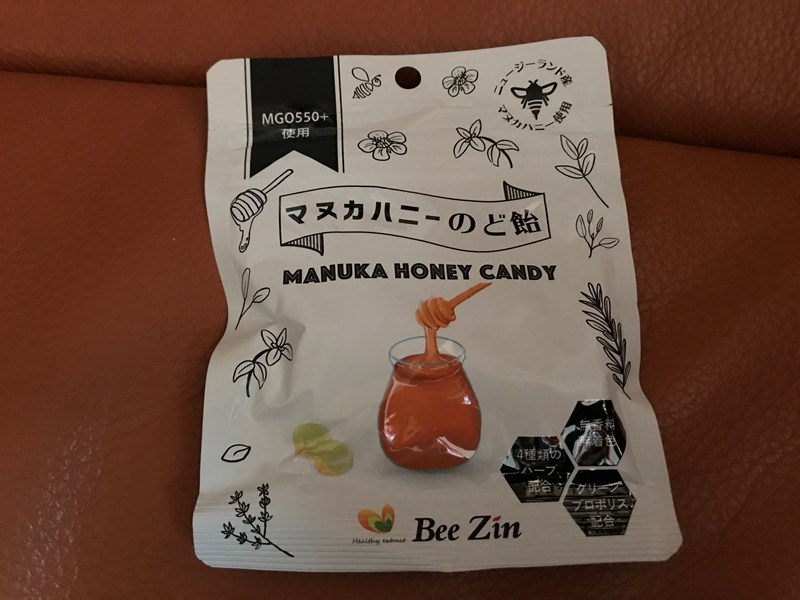 MGO550+
使用
ニュージーランド産
マヌカハニー使用
マヌカハニーのど飴
MANUKA HONEY CANDY
無香料
無着色
4種類の
ハーブ
配合
グリーン
プロポリス
配合
Healthy extract
Bee Zin